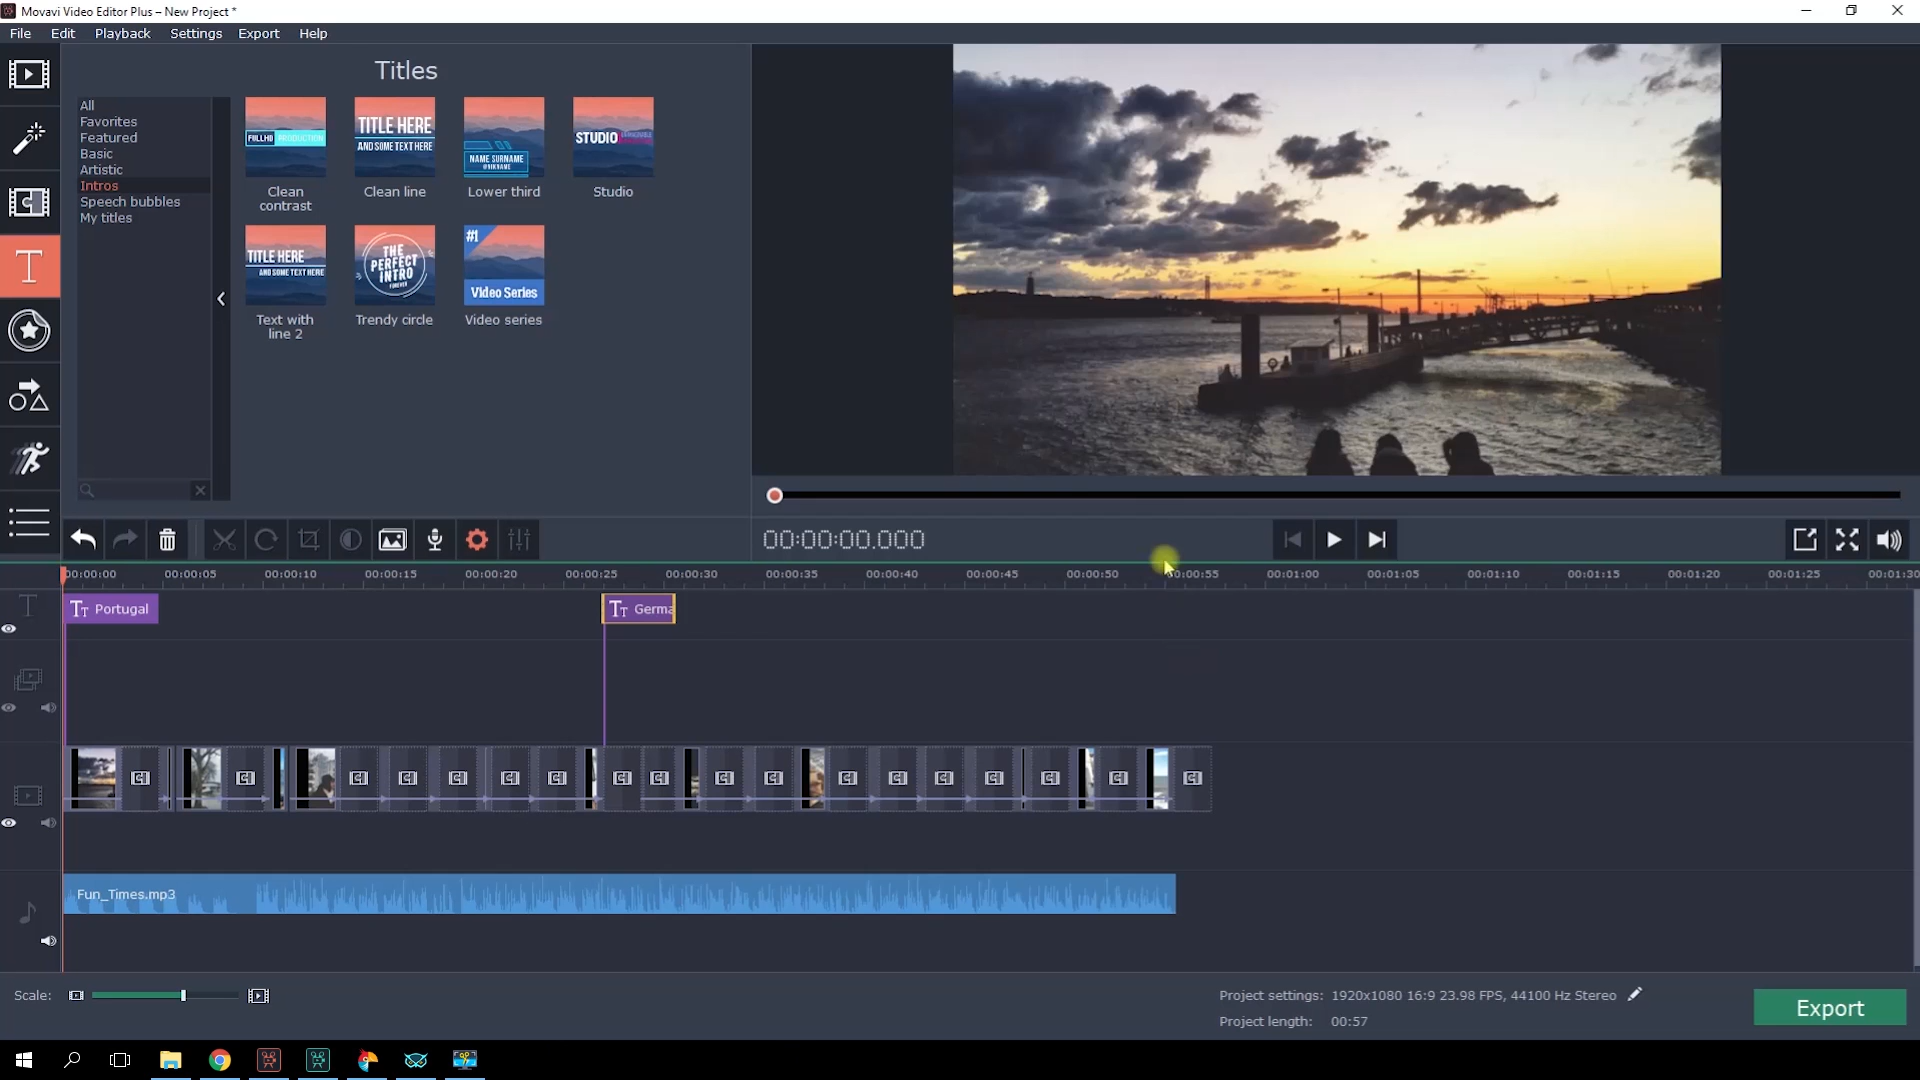 Movavi Video Editor Plus – New Project *
File Edit Playback Settings Export Help
Titles
All
Favorites
Featured
Basic
Artistic
Intros
Speech bubbles
My titles
FULLHD PRODUCTION
TITLE HERE
AND SOME TEXT HERE
NAME SURNAME
STUDIO
Clean contrast
Clean line
Lower third
Studio
TITLE HERE
AND SOME TEXT HERE
THE
PERFECT
INTRO
FOREVER
#1
Video Series
Text with line 2
Trendy circle
Video series
00:00:00.000
00:00:00 00:00:05 00:00:10 00:00:15 00:00:20 00:00:25 00:00:30 00:00:35 00:00:40 00:00:45 00:00:50 00:00:55 00:01:00 00:01:05 00:01:10 00:01:15 00:01:20 00:01:25 00:01:30
Portugal
Germa
Fun_Times.mp3
Scale:
Project settings: 1920x1080 16:9 23.98 FPS, 44100 Hz Stereo
Project length: 00:57
Export